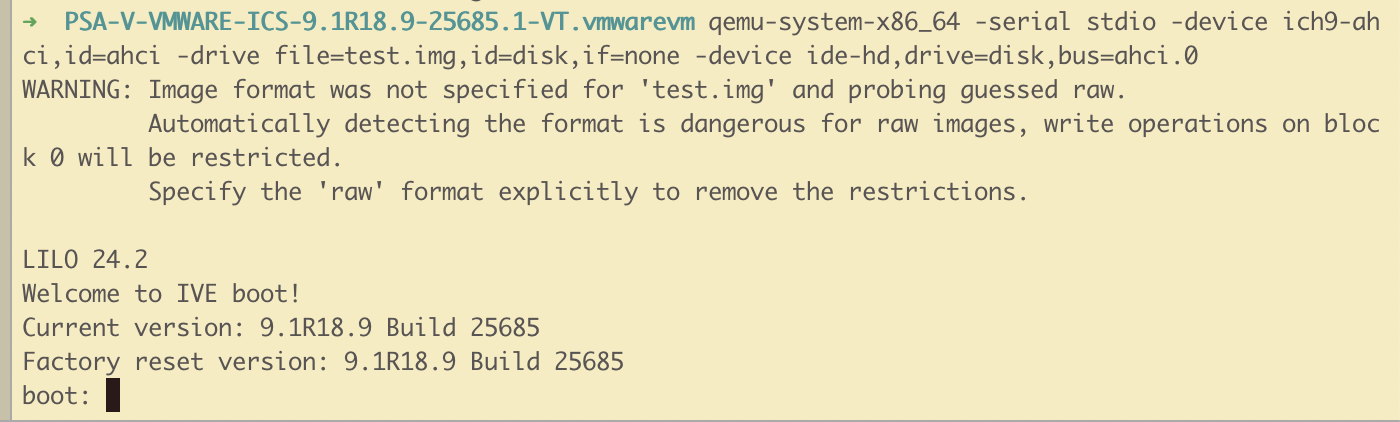 → PSA-V-VMWARE-ICS-9.1R18.9-25685.1-VT.vmwarevm qemu-system-x86_64 -serial stdio -device ich9-ah
ci,id=ahci -drive file=test.img,id=disk,if=none -device ide-hd,drive=disk,bus=ahci.0
WARNING: Image format was not specified for 'test.img' and probing guessed raw.
Automatically detecting the format is dangerous for raw images, write operations on bloc
k 0 will be restricted.
Specify the 'raw' format explicitly to remove the restrictions.
LILO 24.2
Welcome to IVE boot!
Current version: 9.1R18.9 Build 25685
Factory reset version: 9.1R18.9 Build 25685
boot: